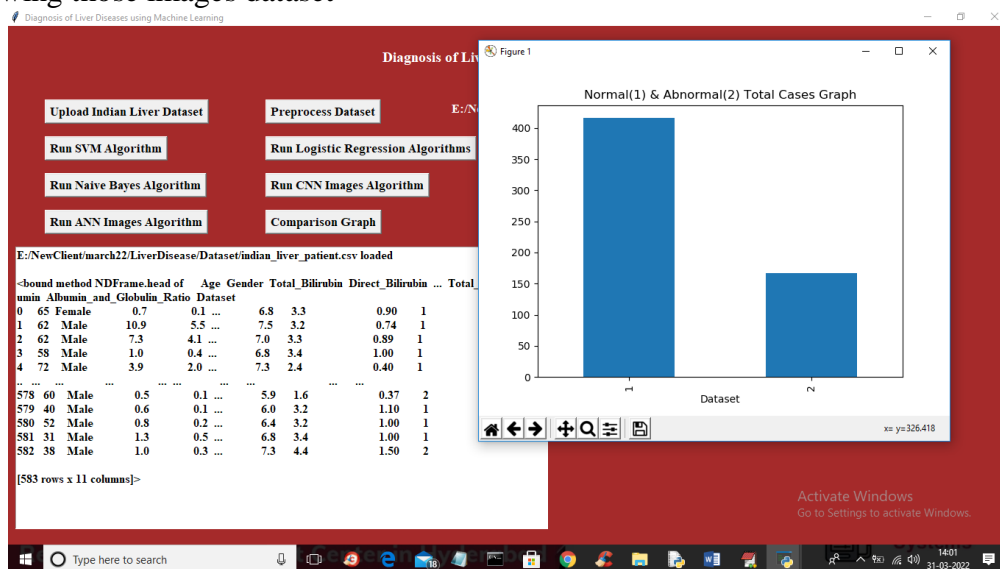 wing those images dataset
Diagnosis of Liver Diseases using Machine Learning
Diagnosis of Li
Upload Indian Liver Dataset
Preprocess Dataset
E:/N
Run SVM Algorithm
Run Logistic Regression Algorithms
Run Naive Bayes Algorithm
Run CNN Images Algorithm
Run ANN Images Algorithm
Comparison Graph
E:/NewClient/march22/LiverDisease/Dataset/indian_liver_patient.csv loaded
<bound method NDFrame.head of Age Gender Total_Bilirubin Direct_Bilirubin ... Total_
umin Albumin_and_Globulin_Ratio Dataset
0 65 Female 0.7 0.1 ... 6.8 3.3 0.90 1
1 62 Male 10.9 5.5 ... 7.5 3.2 0.74 1
2 62 Male 7.3 4.1 ... 7.0 3.3 0.89 1
3 58 Male 1.0 0.4 ... 6.8 3.4 1.00 1
4 72 Male 3.9 2.0 ... 7.3 2.4 0.40 1
.. ... ... ... ... ... ... ... ... ...
578 60 Male 0.5 0.1 ... 5.9 1.6 0.37 2
579 40 Male 0.6 0.1 ... 6.0 3.2 1.10 1
580 52 Male 0.8 0.2 ... 6.4 3.2 1.00 1
581 31 Male 1.3 0.5 ... 6.8 3.4 1.00 1
582 38 Male 1.0 0.3 ... 7.3 4.4 1.50 2
[583 rows x 11 columns]>
Figure 1
Normal(1) & Abnormal(2) Total Cases Graph
400
350
300
250
200
150
100
50
0
1
2
Dataset
x= y=326.418
Activate Windows
Go to Settings to activate Windows.
Type here to search
18
14:01
31-03-2022